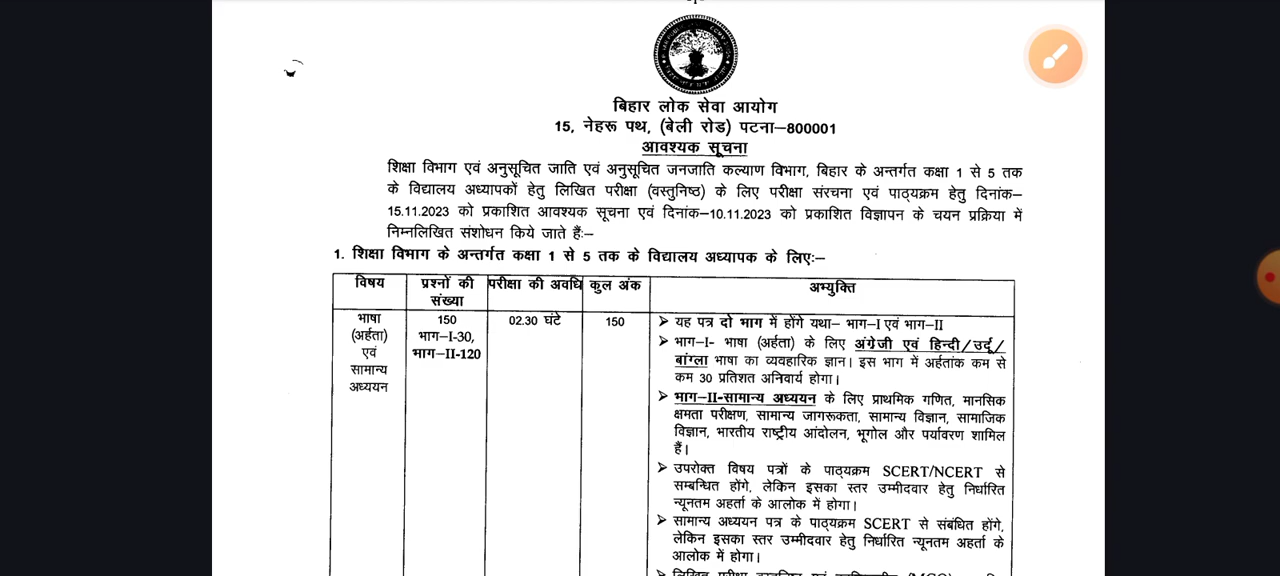 बिहार लोक सेवा आयोग
15, नेहरू पथ, (बेली रोड) पटना–800001
आवश्यक सूचना
शिक्षा विभाग एवं अनुसूचित जाति एवं अनुसूचित जनजाति कल्याण विभाग, बिहार के अन्तर्गत कक्षा 1 से 5 तक
के विद्यालय अध्यापकों हेतु लिखित परीक्षा (वस्तुनिष्ठ) के लिए परीक्षा संरचना एवं पाठ्यक्रम हेतु दिनांक–
15.11.2023 को प्रकाशित आवश्यक सूचना एवं दिनांक–10.11.2023 को प्रकाशित विज्ञापन के चयन प्रक्रिया में
निम्नलिखित संशोधन किये जाते हैंः–
1. शिक्षा विभाग के अन्तर्गत कक्षा 1 से 5 तक के विद्यालय अध्यापक के लिएः–
विषय
प्रश्नों की
संख्या
परीक्षा की अवधि
कुल अंक
अभ्युक्ति
भाषा
(अर्हता)
एवं
सामान्य
अध्ययन
150
भाग–I-30,
भाग–II-120
02.30 घंटे
150
➢ यह पत्र दो भाग में होंगे यथा– भाग–I एवं भाग–II
➢ भाग–I- भाषा (अर्हता) के लिए अंग्रेजी एवं हिन्दी/उर्दू/
बांग्ला भाषा का व्यवहारिक ज्ञान। इस भाग में अर्हतांक कम से
कम 30 प्रतिशत अनिवार्य होगा।
➢ भाग–II-सामान्य अध्ययन के लिए प्राथमिक गणित, मानसिक
क्षमता परीक्षण, सामान्य जागरूकता, सामान्य विज्ञान, सामाजिक
विज्ञान, भारतीय राष्ट्रीय आंदोलन, भूगोल और पर्यावरण शामिल
हैं।
➢ उपरोक्त विषय पत्रों के पाठ्यक्रम SCERT/NCERT से
सम्बन्धित होंगे, लेकिन इसका स्तर उम्मीदवार हेतु निर्धारित
न्यूनतम अहर्ता के आलोक में होगा।
➢ सामान्य अध्ययन पत्र के पाठ्यक्रम SCERT से संबंधित होंगे,
लेकिन इसका स्तर उम्मीदवार हेतु निर्धारित न्यूनतम अहर्ता के
आलोक में होगा।